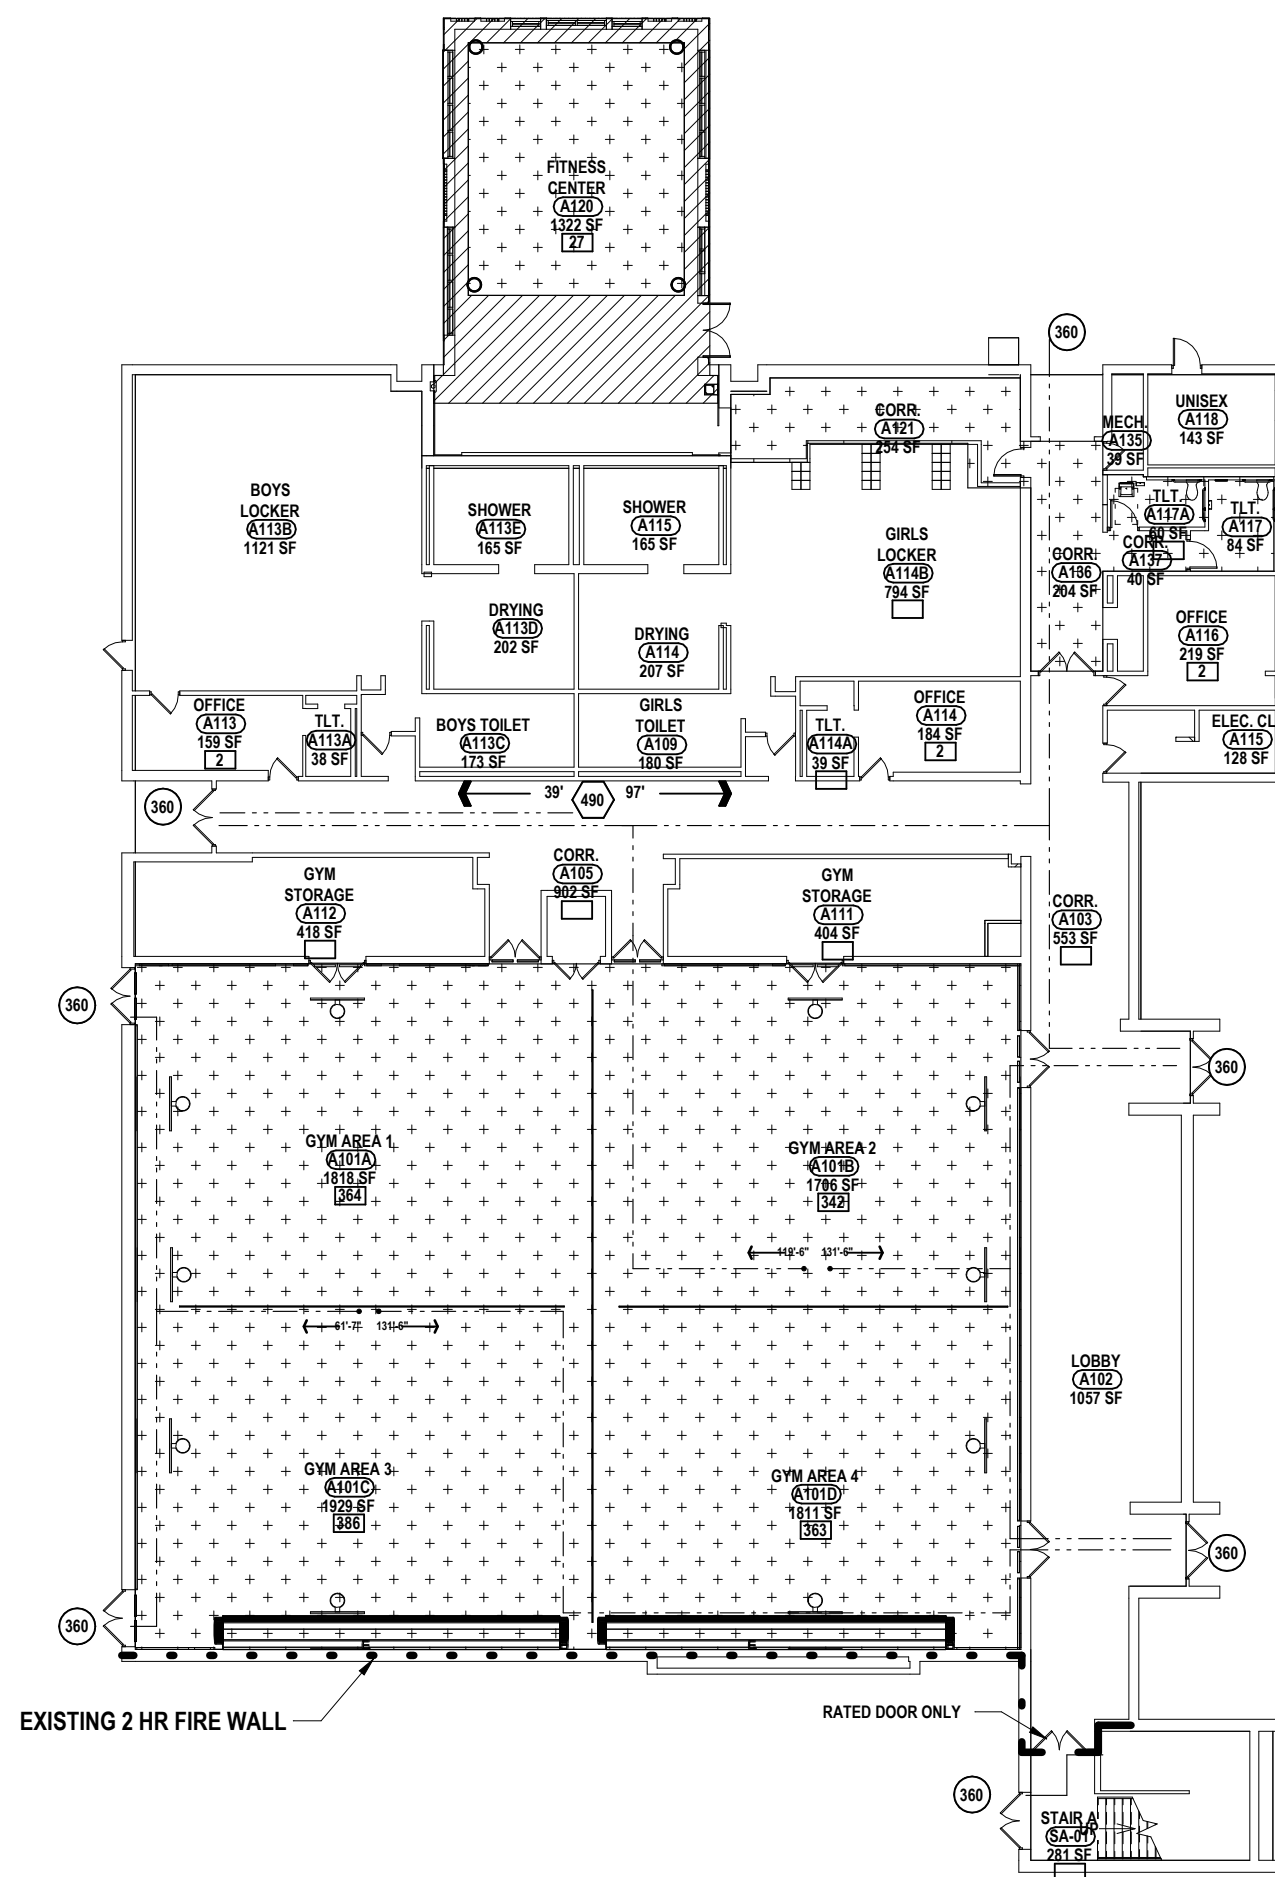 FITNESS
CENTER
A120
1322 SF
27
360
CORR.
A121
254 SF
MECH.
A135
39 SF
UNISEX
A118
143 SF
BOYS
LOCKER
A113B
1121 SF
SHOWER
A113E
165 SF
SHOWER
A115
165 SF
GIRLS
LOCKER
A114B
794 SF
TLT.
A117A
60 SF
TLT.
A117
84 SF
CORR.
A137
40 SF
CORR.
A136
204 SF
DRYING
A113D
202 SF
DRYING
A114
207 SF
OFFICE
A116
219 SF
2
OFFICE
A113
159 SF
2
TLT.
A113A
38 SF
BOYS TOILET
A113C
173 SF
GIRLS
TOILET
A109
180 SF
TLT.
A114A
39 SF
OFFICE
A114
184 SF
2
ELEC. CL
A115
128 SF
360
39'
490
97'
GYM
STORAGE
A112
418 SF
CORR.
A105
902 SF
GYM
STORAGE
A111
404 SF
CORR.
A103
553 SF
360
360
GYM AREA 1
A101A
1818 SF
364
GYM AREA 2
A101B
1706 SF
342
119'-6"
131'-6"
61'-7"
131'-6"
LOBBY
A102
1057 SF
GYM AREA 3
A101C
1929 SF
386
GYM AREA 4
A101D
1811 SF
363
360
360
E
E
EXISTING 2 HR FIRE WALL
RATED DOOR ONLY
360
STAIR A
SA-01
281 SF
UP